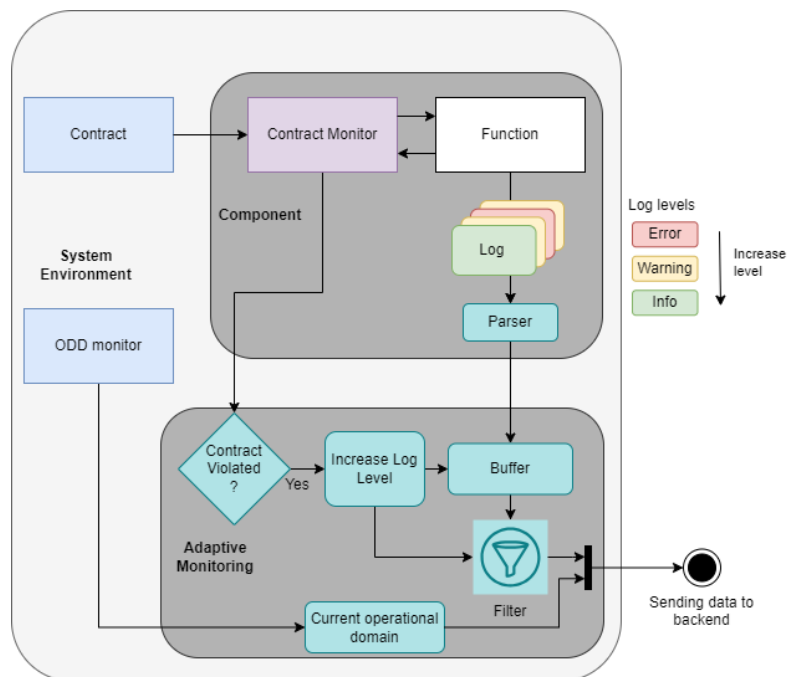 Contract
Contract Monitor
Function
Component
Log
Parser
Log levels
Error
Warning
Info
Increase
level
System
Environment
ODD monitor
Contract
Violated
?
Yes
Increase Log
Level
Buffer
Adaptive
Monitoring
Filter
Current operational
domain
Sending data to
backend